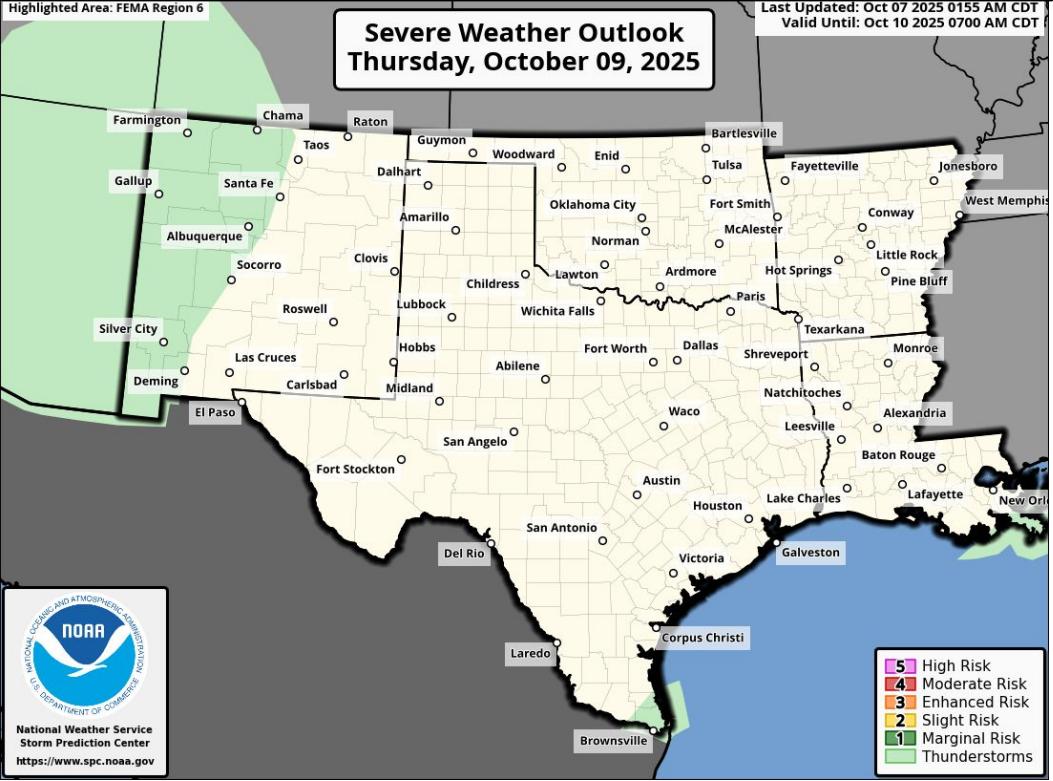 Highlighted Area: FEMA Region 6
Last Updated: Oct 07 2025 0155 AM CDT
Valid Until: Oct 10 2025 0700 AM CDT
Severe Weather Outlook
Thursday, October 09, 2025
Farmington
Chama
Raton
Taos
Guymon
Woodward
Enid
Bartlesville
Tulsa
Fayetteville
Jonesboro
Gallup
Santa Fe
Dalhart
Oklahoma City
Fort Smith
West Memphis
Albuquerque
Amarillo
Norman
McAlester
Conway
Little Rock
Socorro
Clovis
Childress
Lawton
Ardmore
Hot Springs
Pine Bluff
Roswell
Lubbock
Wichita Falls
Paris
Silver City
Hobbs
Texarkana
Las Cruces
Abilene
Fort Worth
Dallas
Shreveport
Monroe
Deming
Carlsbad
Midland
Natchitoches
El Paso
Waco
Alexandria
San Angelo
Leesville
Fort Stockton
Baton Rouge
Austin
Lake Charles
Lafayette
New Orl
Houston
San Antonio
Del Rio
Galveston
Victoria
Corpus Christi
Laredo
Brownsville
NATIONAL OCEANIC AND ATMOSPHERIC ADMINISTRATION
NOAA
U.S. DEPARTMENT OF COMMERCE
National Weather Service
Storm Prediction Center
https://www.spc.noaa.gov
5 High Risk
4 Moderate Risk
3 Enhanced Risk
2 Slight Risk
1 Marginal Risk
Thunderstorms